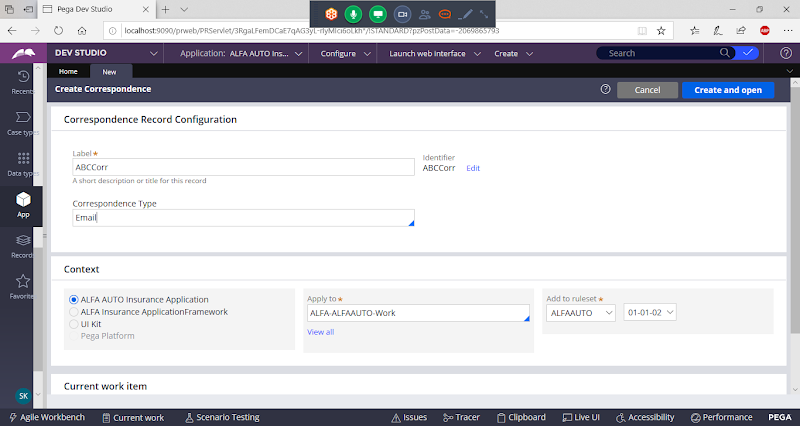 Pega Dev Studio
localhost:9090/prweb/PRServlet/3RgaLFemDCaE7qAG3yL-rlyMlci6oLkh*/!STANDARD?pzPostData=-2069865793
DEV STUDIO
Application: ALFA AUTO Ins...
Configure
Launch web interface
Create
Search
Home
New
Recents
Create Correspondence
Cancel
Create and open
Case types
Correspondence Record Configuration
Label*
ABCCorr
A short description or title for this record
Identifier
ABCCorr Edit
Data types
App
Correspondence Type
Email
Records
Favorites
Context
ALFA AUTO Insurance Application
ALFA Insurance ApplicationFramework
UI Kit
Pega Platform
Apply to*
ALFA-ALFAAUTO-Work
View all
Add to ruleset*
ALFAAUTO
01-01-02
Current work item
SK
Agile Workbench
Current work
Scenario Testing
Issues
Tracer
Clipboard
Live UI
Accessibility
Performance
PEGA